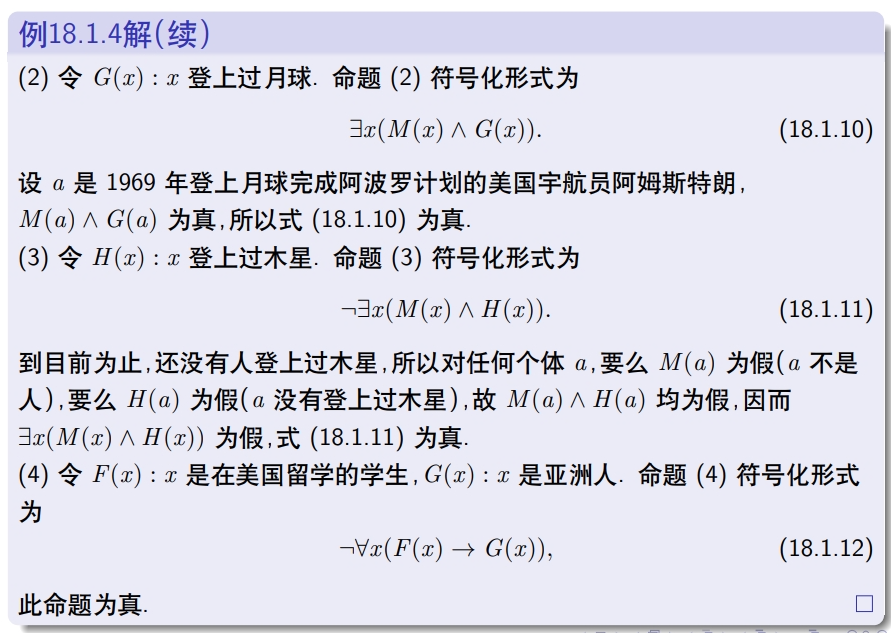 例18.1.4解(续)
(2) 令 G(x) : x 登上过月球. 命题 (2) 符号化形式为
∃x(M(x) ∧ G(x)). (18.1.10)
设 a 是 1969 年登上月球完成阿波罗计划的美国宇航员阿姆斯特朗,
M(a) ∧ G(a) 为真,所以式 (18.1.10) 为真.
(3) 令 H(x) : x 登上过木星. 命题 (3) 符号化形式为
¬∃x(M(x) ∧ H(x)). (18.1.11)
到目前为止,还没有人登上过木星,所以对任何个体 a,要么 M(a) 为假(a 不是
人),要么 H(a) 为假(a 没有登上过木星),故 M(a) ∧ H(a) 均为假,因而
∃x(M(x) ∧ H(x)) 为假,式 (18.1.11) 为真.
(4) 令 F(x) : x 是在美国留学的学生,G(x) : x 是亚洲人. 命题 (4) 符号化形式
为
¬∀x(F(x) → G(x)), (18.1.12)
此命题为真. □